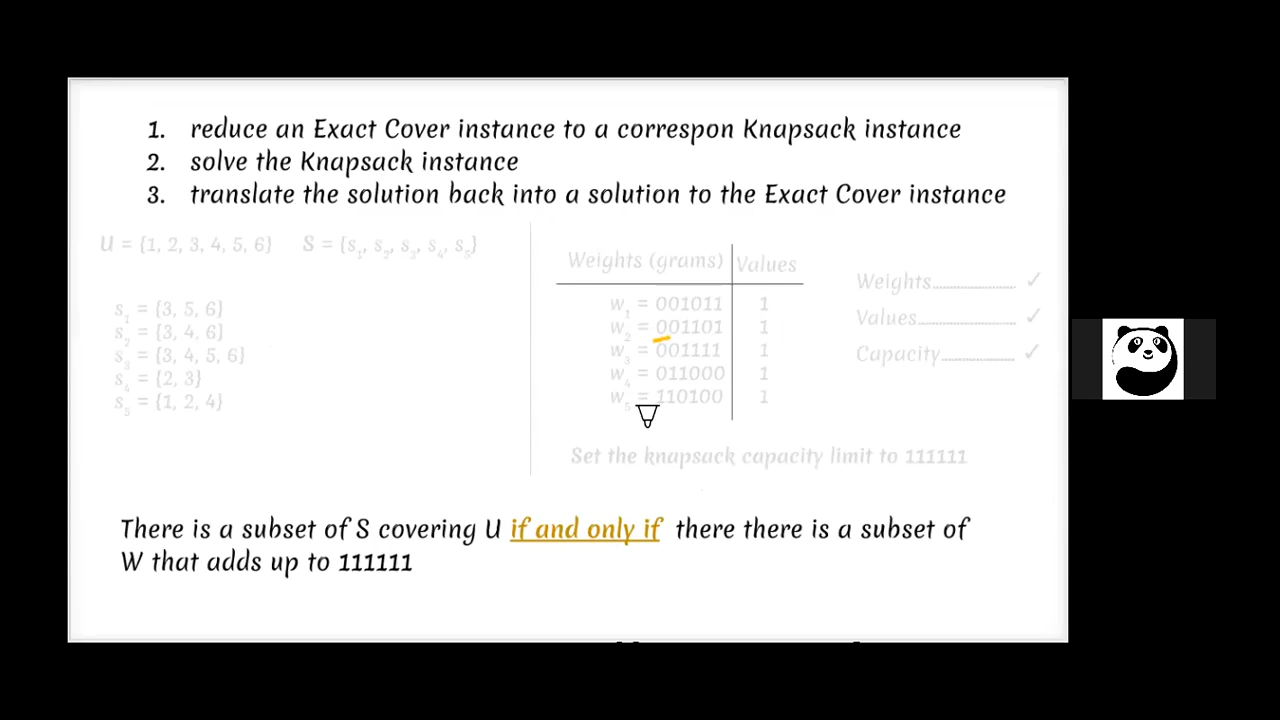 1. reduce an Exact Cover instance to a correspon Knapsack instance
2. solve the Knapsack instance
3. translate the solution back into a solution to the Exact Cover instance
U = {1, 2, 3, 4, 5, 6} S = {s₁, s₂, s₃, s₄, s₅}
s₁ = {3, 5, 6}
s₂ = {3, 4, 6}
s₃ = {3, 4, 5, 6}
s₄ = {2, 3}
s₅ = {1, 2, 4}
Weights (grams) Values
w₁ = 001011 1
w₂ = 001101 1
w₃ = 001111 1
w₄ = 011000 1
w₅ = 110100 1
Set the knapsack capacity limit to 111111
Weights.................... ✓
Values....................... ✓
Capacity................. ✓
There is a subset of S covering U if and only if there there is a subset of
W that adds up to 111111